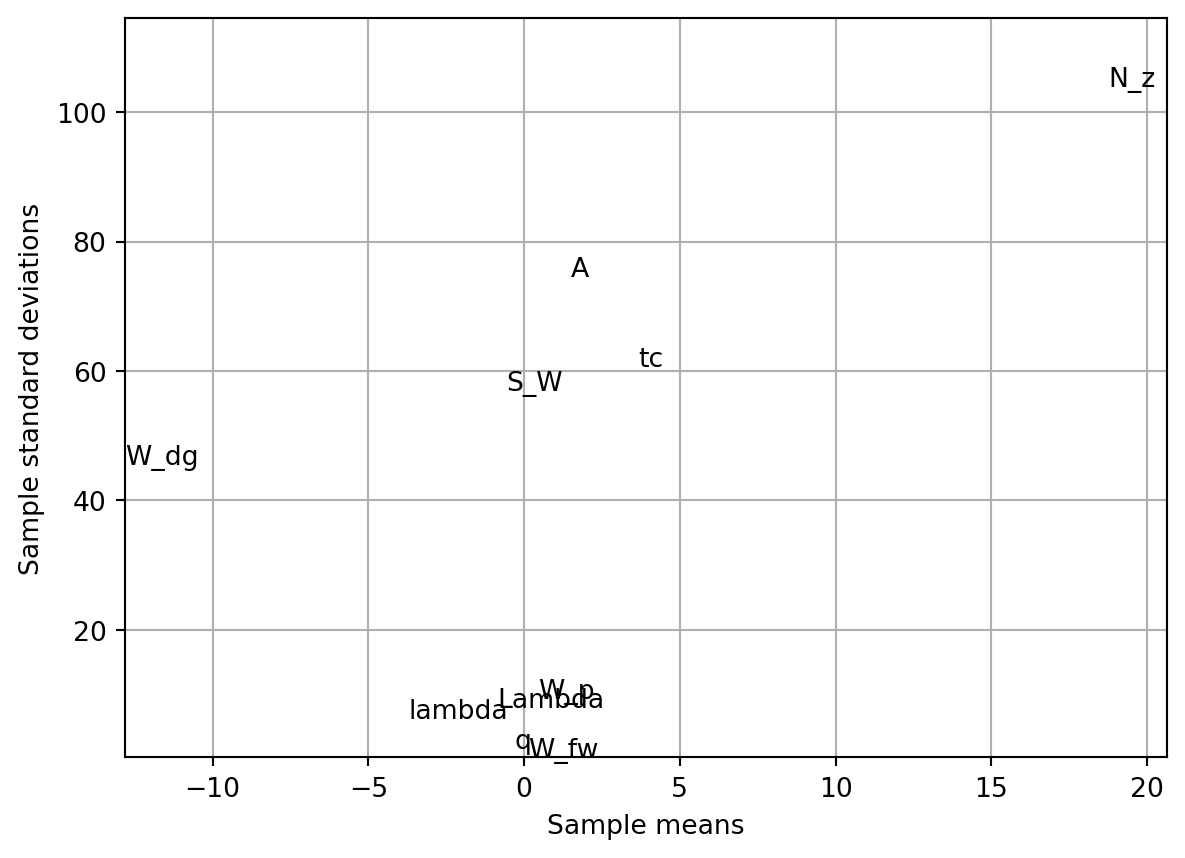 N_z
100
80
A
tc
60
S_W
W_dg
40
20
W_p
Lambda
lambda
q
W_fw
−10
−5
0
5
10
15
20
Sample means
Sample standard deviations